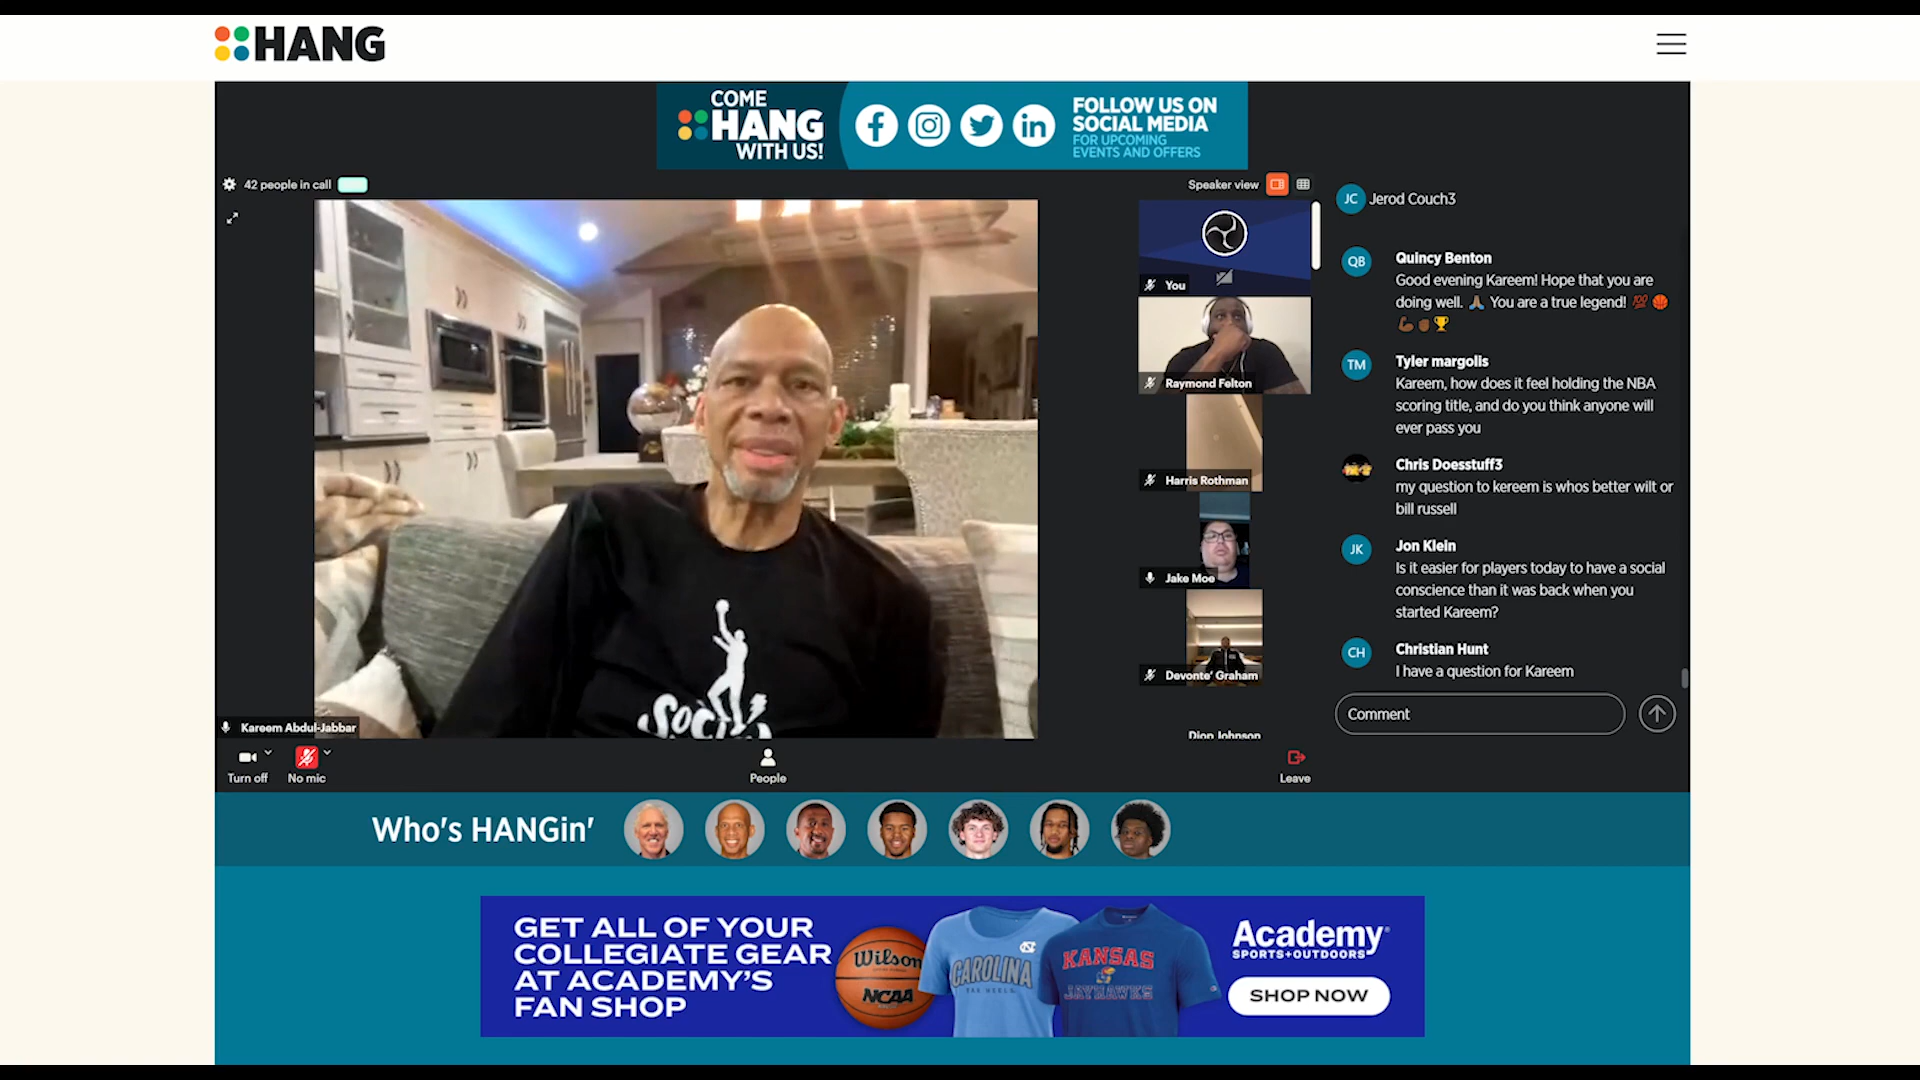 HANG
COME
HANG
WITH US!
FOLLOW US ON
SOCIAL MEDIA
FOR UPCOMING
EVENTS AND OFFERS
42 people in call
Speaker view
You
Raymond Felton
Harris Rothman
Jake Moe
Devonte' Graham
Dion Johnson
Kareem Abdul-Jabbar
SOCIETY
Turn off
No mic
People
Leave
JC Jerod Couch3
QB Quincy Benton
Good evening Kareem! Hope that you are
doing well. 🙏🏾 You are a true legend! 💯 🏀
💪🏾 ✊🏾 🏆
TM Tyler margolis
Kareem, how does it feel holding the NBA
scoring title, and do you think anyone will
ever pass you
Chris Doesstuff3
my question to kereem is whos better wilt or
bill russell
JK Jon Klein
Is it easier for players today to have a social
conscience than it was back when you
started Kareem?
CH Christian Hunt
I have a question for Kareem
Comment
Who's HANGin'
GET ALL OF YOUR
COLLEGIATE GEAR
AT ACADEMY'S
FAN SHOP
Wilson
NCAA
CAROLINA
TAR HEELS
KANSAS
JAYHAWKS
Academy
SPORTS+OUTDOORS
SHOP NOW